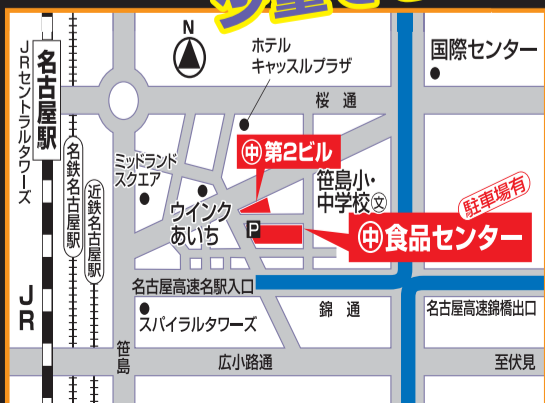 N
ホテル
キャッスルプラザ
国際センター
JRセントラルタワーズ
名古屋駅
桜 通
㊥第2ビル
ミッドランド
スクエア
笹島小・
中学校文
駐車場有
名鉄名古屋駅
近鉄名古屋駅
ウインク
あいち
P
㊥食品センター
名古屋高速名駅入口
JR
錦 通
名古屋高速錦橋出口
スパイラルタワーズ
笹島
広小路通
至伏見